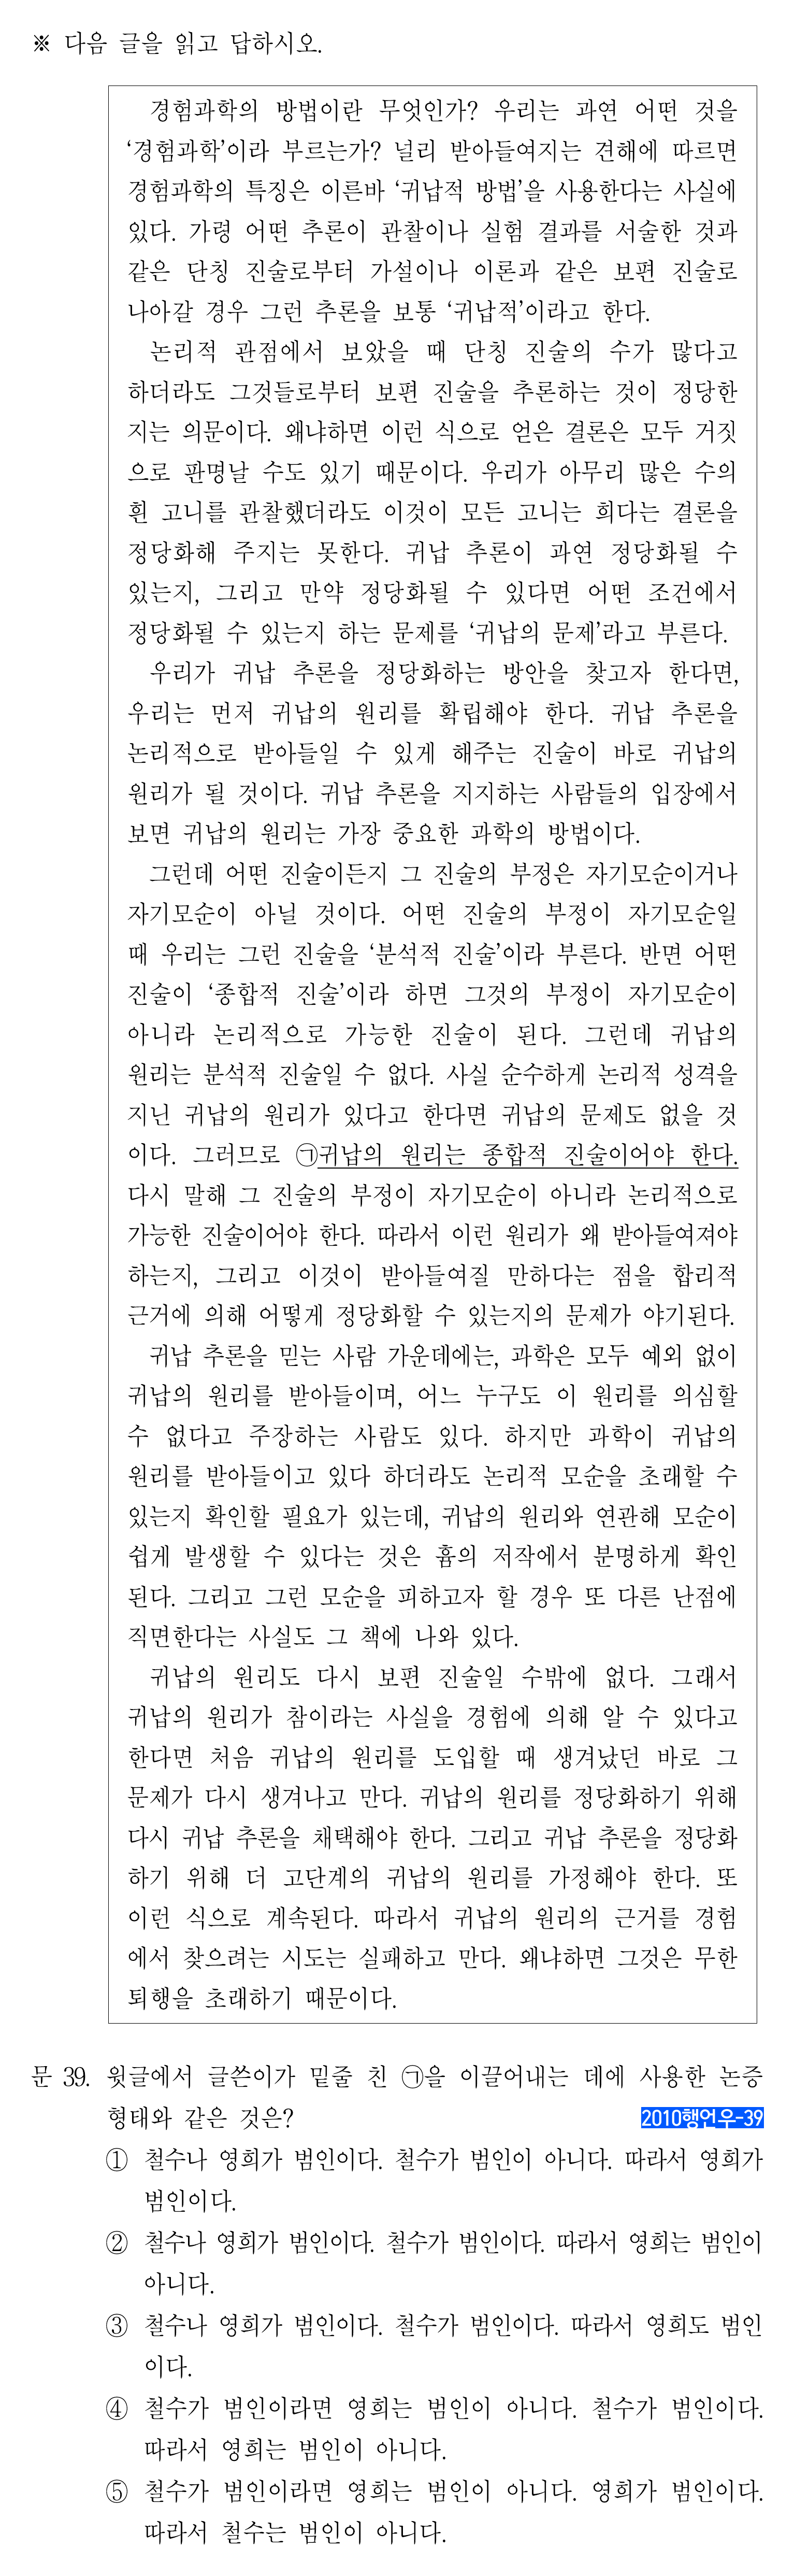 ※ 다음 글을 읽고 답하시오.
경험과학의 방법이란 무엇인가? 우리는 과연 어떤 것을
‘경험과학’이라 부르는가? 널리 받아들여지는 견해에 따르면
경험과학의 특징은 이른바 ‘귀납적 방법’을 사용한다는 사실에
있다. 가령 어떤 추론이 관찰이나 실험 결과를 서술한 것과
같은 단칭 진술로부터 가설이나 이론과 같은 보편 진술로
나아갈 경우 그런 추론을 보통 ‘귀납적’이라고 한다.
논리적 관점에서 보았을 때 단칭 진술의 수가 많다고
하더라도 그것들로부터 보편 진술을 추론하는 것이 정당한
지는 의문이다. 왜냐하면 이런 식으로 얻은 결론은 모두 거짓
으로 판명날 수도 있기 때문이다. 우리가 아무리 많은 수의
흰 고니를 관찰했더라도 이것이 모든 고니는 희다는 결론을
정당화해 주지는 못한다. 귀납 추론이 과연 정당화될 수
있는지, 그리고 만약 정당화될 수 있다면 어떤 조건에서
정당화될 수 있는지 하는 문제를 ‘귀납의 문제’라고 부른다.
우리가 귀납 추론을 정당화하는 방안을 찾고자 한다면,
우리는 먼저 귀납의 원리를 확립해야 한다. 귀납 추론을
논리적으로 받아들일 수 있게 해주는 진술이 바로 귀납의
원리가 될 것이다. 귀납 추론을 지지하는 사람들의 입장에서
보면 귀납의 원리는 가장 중요한 과학의 방법이다.
그런데 어떤 진술이든지 그 진술의 부정은 자기모순이거나
자기모순이 아닐 것이다. 어떤 진술의 부정이 자기모순일
때 우리는 그런 진술을 ‘분석적 진술’이라 부른다. 반면 어떤
진술이 ‘종합적 진술’이라 하면 그것의 부정이 자기모순이
아니라 논리적으로 가능한 진술이 된다. 그런데 귀납의
원리는 분석적 진술일 수 없다. 사실 순수하게 논리적 성격을
지닌 귀납의 원리가 있다고 한다면 귀납의 문제도 없을 것
이다. 그러므로 ㉠귀납의 원리는 종합적 진술이어야 한다.
다시 말해 그 진술의 부정이 자기모순이 아니라 논리적으로
가능한 진술이어야 한다. 따라서 이런 원리가 왜 받아들여져야
하는지, 그리고 이것이 받아들여질 만하다는 점을 합리적
근거에 의해 어떻게 정당화할 수 있는지의 문제가 야기된다.
귀납 추론을 믿는 사람 가운데에는, 과학은 모두 예외 없이
귀납의 원리를 받아들이며, 어느 누구도 이 원리를 의심할
수 없다고 주장하는 사람도 있다. 하지만 과학이 귀납의
원리를 받아들이고 있다 하더라도 논리적 모순을 초래할 수
있는지 확인할 필요가 있는데, 귀납의 원리와 연관해 모순이
쉽게 발생할 수 있다는 것은 흄의 저작에서 분명하게 확인
된다. 그리고 그런 모순을 피하고자 할 경우 또 다른 난점에
직면한다는 사실도 그 책에 나와 있다.
귀납의 원리도 다시 보편 진술일 수밖에 없다. 그래서
귀납의 원리가 참이라는 사실을 경험에 의해 알 수 있다고
한다면 처음 귀납의 원리를 도입할 때 생겨났던 바로 그
문제가 다시 생겨나고 만다. 귀납의 원리를 정당화하기 위해
다시 귀납 추론을 채택해야 한다. 그리고 귀납 추론을 정당화
하기 위해 더 고단계의 귀납의 원리를 가정해야 한다. 또
이런 식으로 계속된다. 따라서 귀납의 원리의 근거를 경험
에서 찾으려는 시도는 실패하고 만다. 왜냐하면 그것은 무한
퇴행을 초래하기 때문이다.
문 39. 윗글에서 글쓴이가 밑줄 친 ㉠을 이끌어내는 데에 사용한 논증
형태와 같은 것은? 2010행언우-39
① 철수나 영희가 범인이다. 철수가 범인이 아니다. 따라서 영희가
범인이다.
② 철수나 영희가 범인이다. 철수가 범인이다. 따라서 영희는 범인이
아니다.
③ 철수나 영희가 범인이다. 철수가 범인이다. 따라서 영희도 범인
이다.
④ 철수가 범인이라면 영희는 범인이 아니다. 철수가 범인이다.
따라서 영희는 범인이 아니다.
⑤ 철수가 범인이라면 영희는 범인이 아니다. 영희가 범인이다.
따라서 철수는 범인이 아니다.